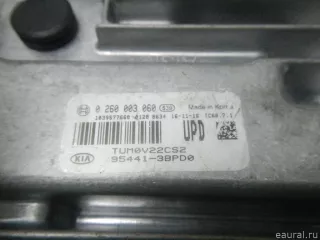 0 260 003 060 Made in Korea
UPD
TUM0V22CS2
KIA 95441-3BPD0
eaural.ru